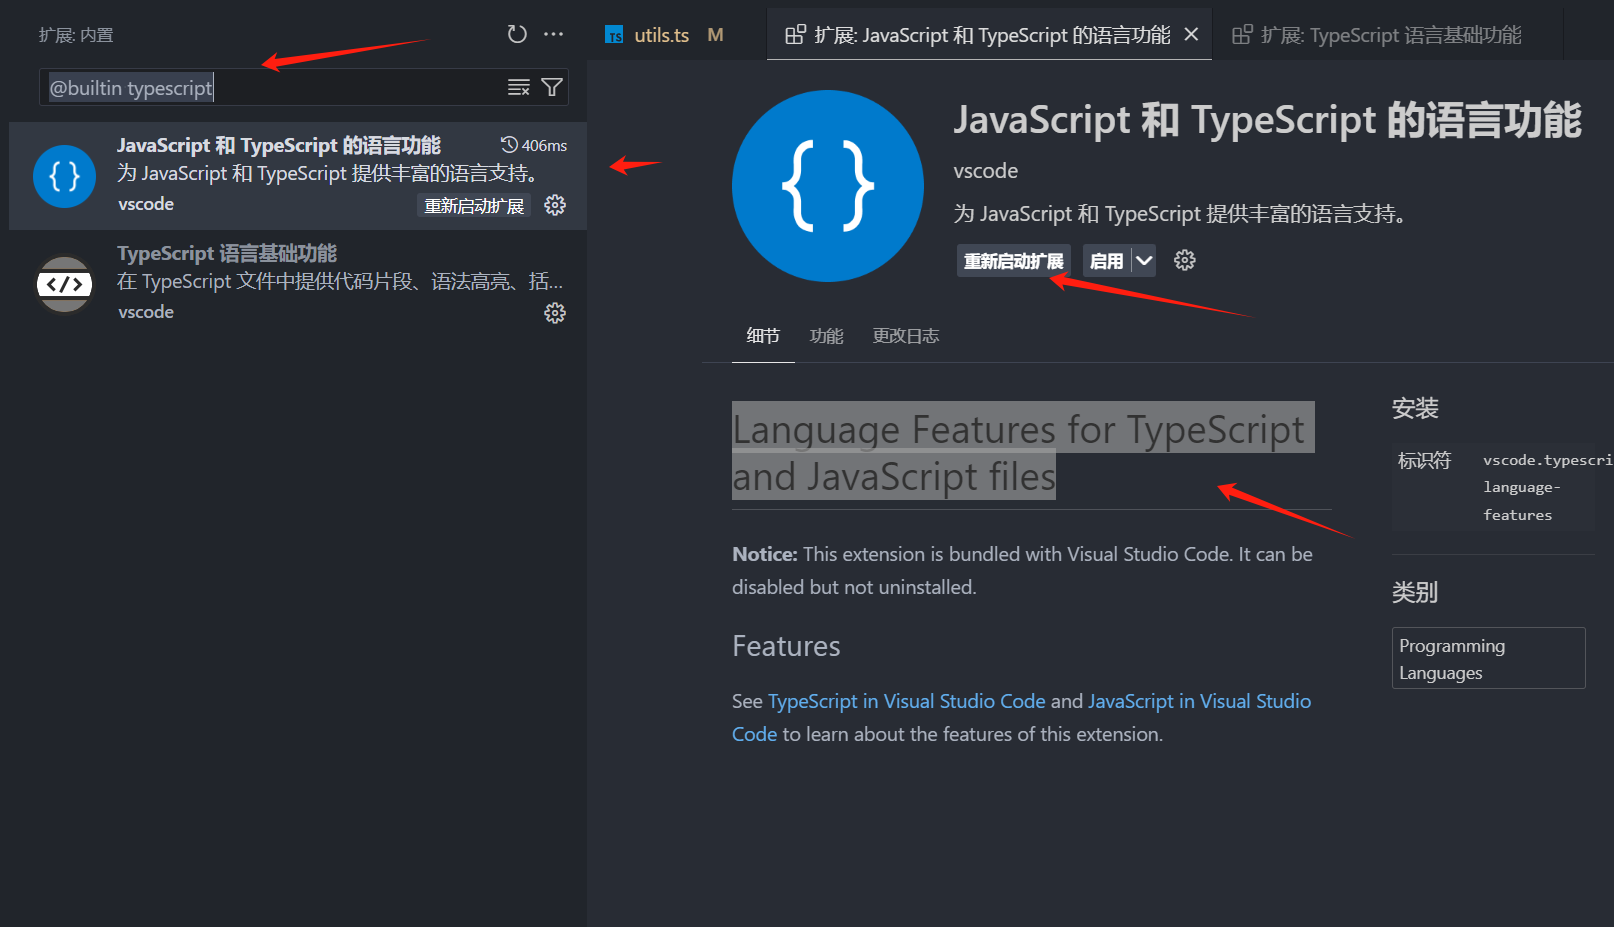 扩展: 内置
@builtin typescript
JavaScript 和 TypeScript 的语言功能
406ms
为 JavaScript 和 TypeScript 提供丰富的语言支持。
vscode
重新启动扩展
TypeScript 语言基础功能
在 TypeScript 文件中提供代码片段、语法高亮、括...
vscode
TS utils.ts M
扩展: JavaScript 和 TypeScript 的语言功能
扩展: TypeScript 语言基础功能
JavaScript 和 TypeScript 的语言功能
vscode
为 JavaScript 和 TypeScript 提供丰富的语言支持。
重新启动扩展 启用
细节 功能 更改日志
Language Features for TypeScript
and JavaScript files
Notice: This extension is bundled with Visual Studio Code. It can be
disabled but not uninstalled.
Features
See TypeScript in Visual Studio Code and JavaScript in Visual Studio
Code to learn about the features of this extension.
安装
标识符 vscode.typescri
language-
features
类别
Programming
Languages